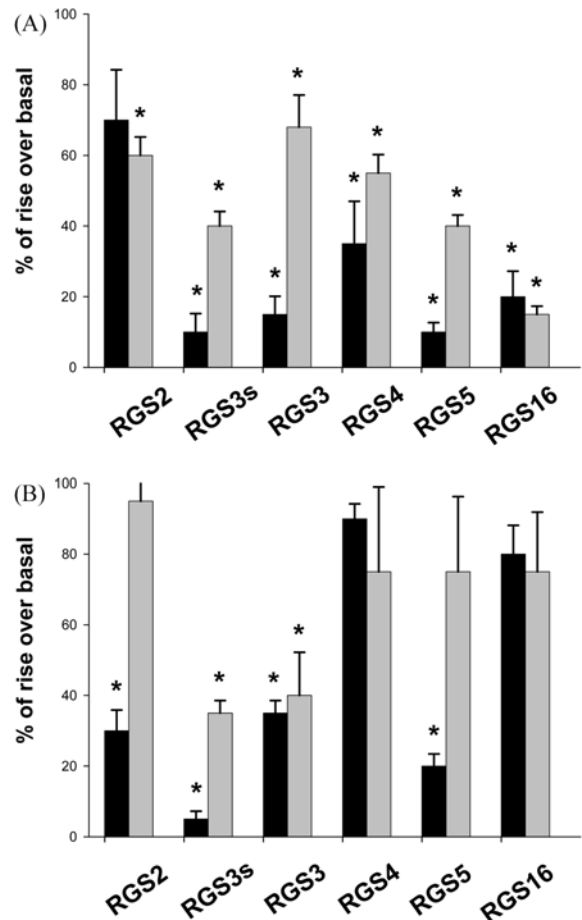 (A)
% of rise over basal
100
80
60
40
20
0
* * * * * * * * * * *
RGS2 RGS3s RGS3 RGS4 RGS5 RGS16
(B)
% of rise over basal
100
80
60
40
20
0
* * * * * *
RGS2 RGS3s RGS3 RGS4 RGS5 RGS16